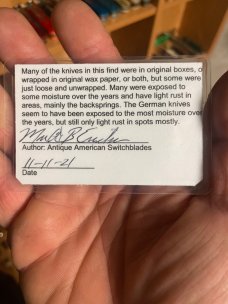 Many of the knives in this find were in original boxes, o
wrapped in original wax paper, or both, but some were
just loose and unwrapped. Many were exposed to
some moisture over the years and have light rust in
areas, mainly the backsprings. The German knives
seem to have been exposed to the most moisture over
the years, but still only light rust in spots mostly.
Author: Antique American Switchblades
11-11-21
Date